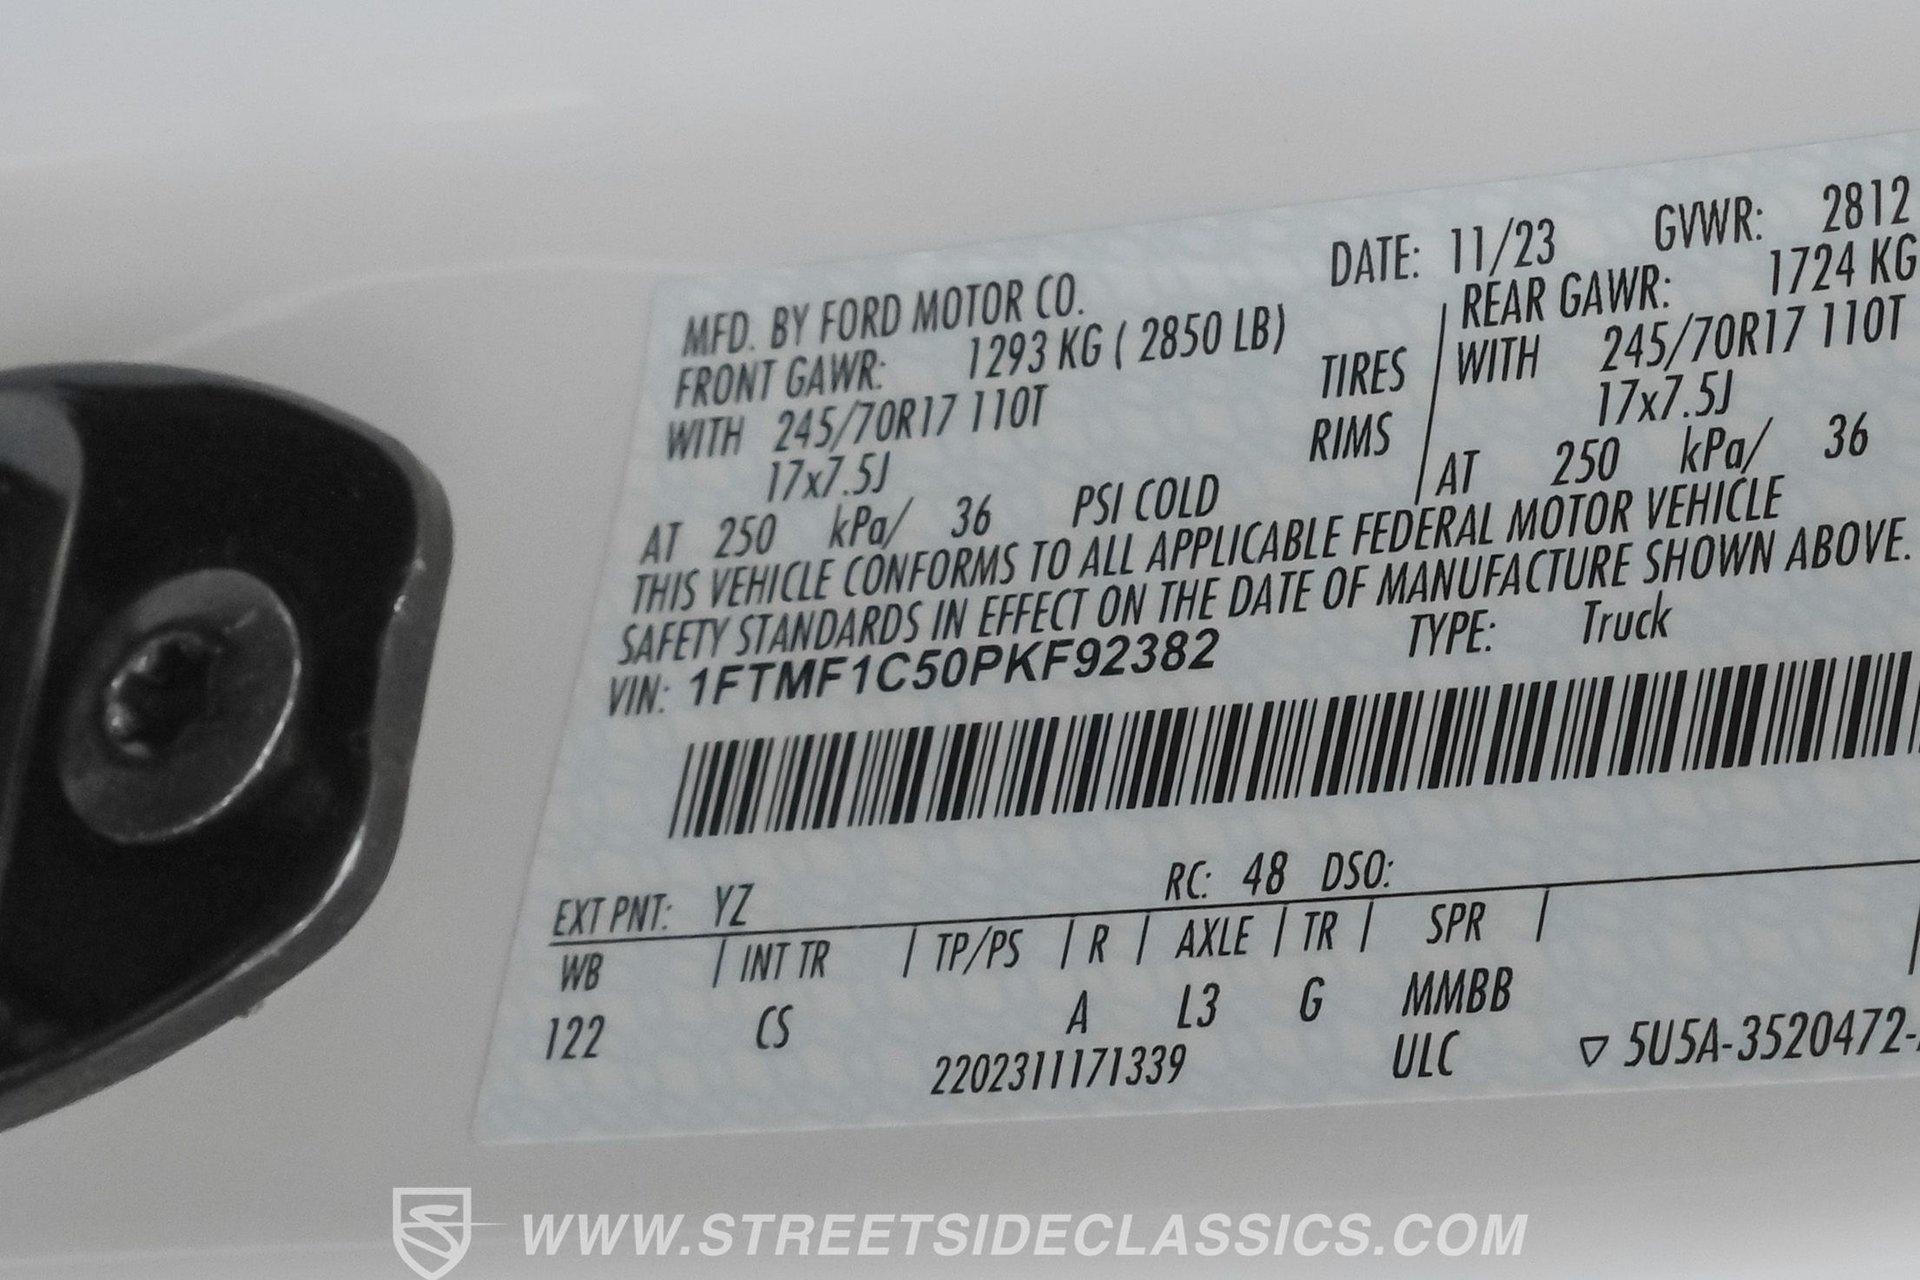 DATE: 11/23 GVWR: 2812
MFD. BY FORD MOTOR CO.
FRONT GAWR: 1293 KG ( 2850 LB) REAR GAWR: 1724 KG
WITH 245/70R17 110T TIRES WITH 245/70R17 110T
17x7.5J RIMS 17x7.5J
AT 250 kPa/ 36 PSI COLD AT 250 kPa/ 36
THIS VEHICLE CONFORMS TO ALL APPLICABLE FEDERAL MOTOR VEHICLE
SAFETY STANDARDS IN EFFECT ON THE DATE OF MANUFACTURE SHOWN ABOVE.
VIN: 1FTMF1C50PKF92382 TYPE: Truck
EXT PNT: YZ RC: 48 DSO:
WB | INT TR | TP/PS | R | AXLE | TR | SPR |
122 CS A L3 G MMBB
2202311171339 ULC ▽ 5U5A-3520472-
WWW.STREETSIDECLASSICS.COM